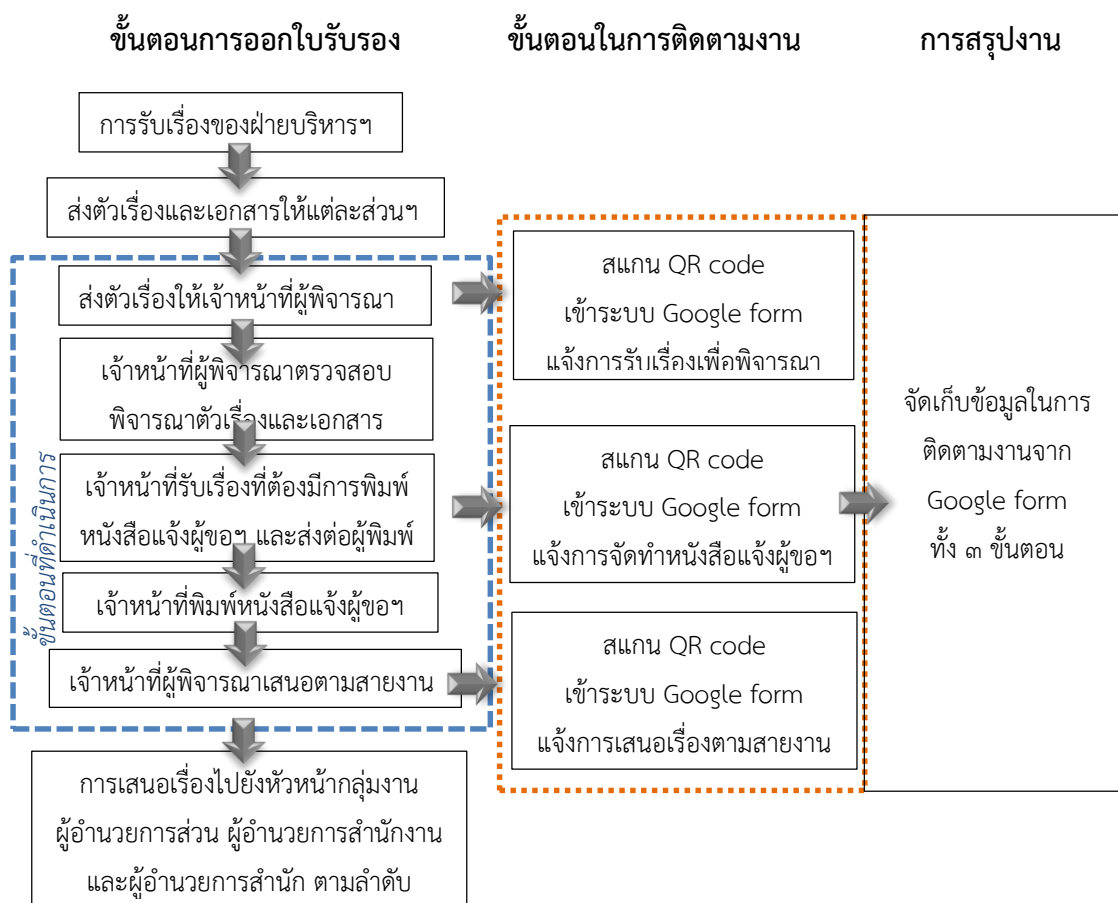 ขั้นตอนการออกใบรับรอง
ขั้นตอนในการติดตามงาน
การสรุปงาน
การรับเรื่องของฝ่ายบริหารฯ
ส่งตัวเรื่องและเอกสารให้แต่ละส่วนฯ
ขั้นตอนที่ดำเนินการ
ส่งตัวเรื่องให้เจ้าหน้าที่ผู้พิจารณา
เจ้าหน้าที่ผู้พิจารณาตรวจสอบ
พิจารณาตัวเรื่องและเอกสาร
เจ้าหน้าที่รับเรื่องที่ต้องมีการพิมพ์
หนังสือแจ้งผู้ขอฯ และส่งต่อผู้พิมพ์
เจ้าหน้าที่พิมพ์หนังสือแจ้งผู้ขอฯ
เจ้าหน้าที่ผู้พิจารณาเสนอตามสายงาน
การเสนอเรื่องไปยังหัวหน้ากลุ่มงาน
ผู้อำนวยการส่วน ผู้อำนวยการสำนักงาน
และผู้อำนวยการสำนัก ตามลำดับ
สแกน QR code
เข้าระบบ Google form
แจ้งการรับเรื่องเพื่อพิจารณา
สแกน QR code
เข้าระบบ Google form
แจ้งการจัดทำหนังสือแจ้งผู้ขอฯ
สแกน QR code
เข้าระบบ Google form
แจ้งการเสนอเรื่องตามสายงาน
จัดเก็บข้อมูลในการ
ติดตามงานจาก
Google form
ทั้ง ๓ ขั้นตอน